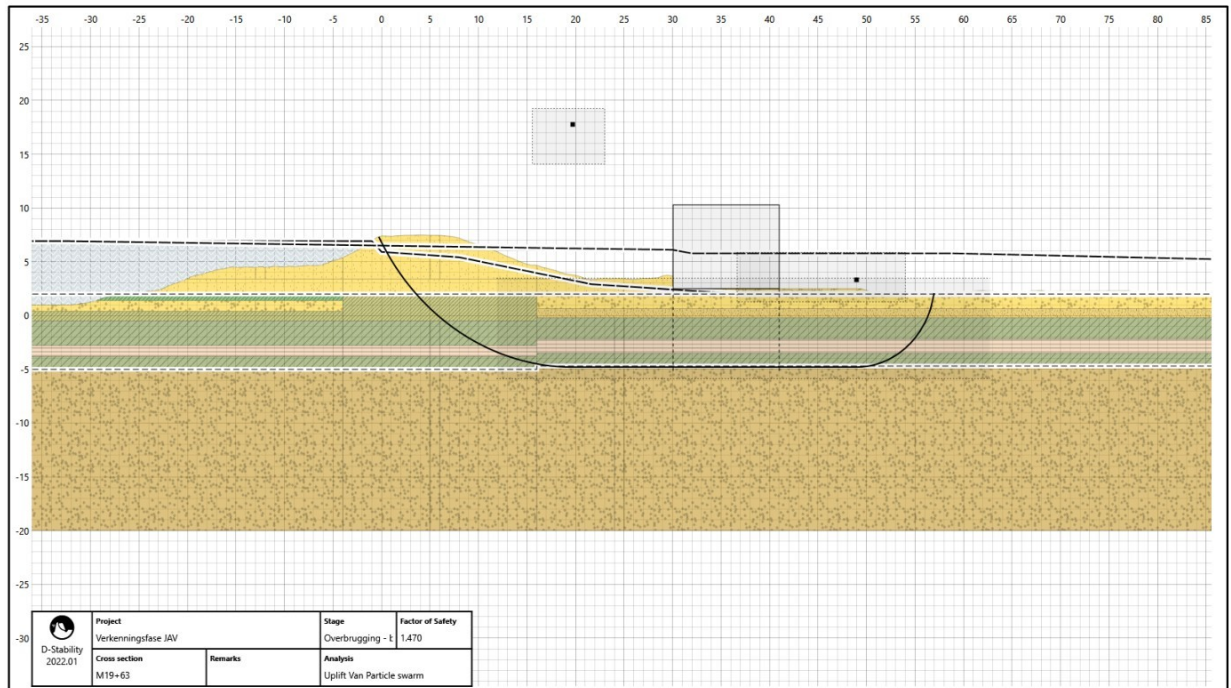 -35 -30 -25 -20 -15 -10 -5 0 5 10 15 20 25 30 35 40 45 50 55 60 65 70 75 80 85
25
20
15
10
5
0
-5
-10
-15
-20
-25
-30
D-Stability
2022.01
Project
Verkenningsfase JAV
Stage
Overbrugging - t
Factor of Safety
1.470
Cross section
M19+63
Remarks
Analysis
Uplift Van Particle swarm